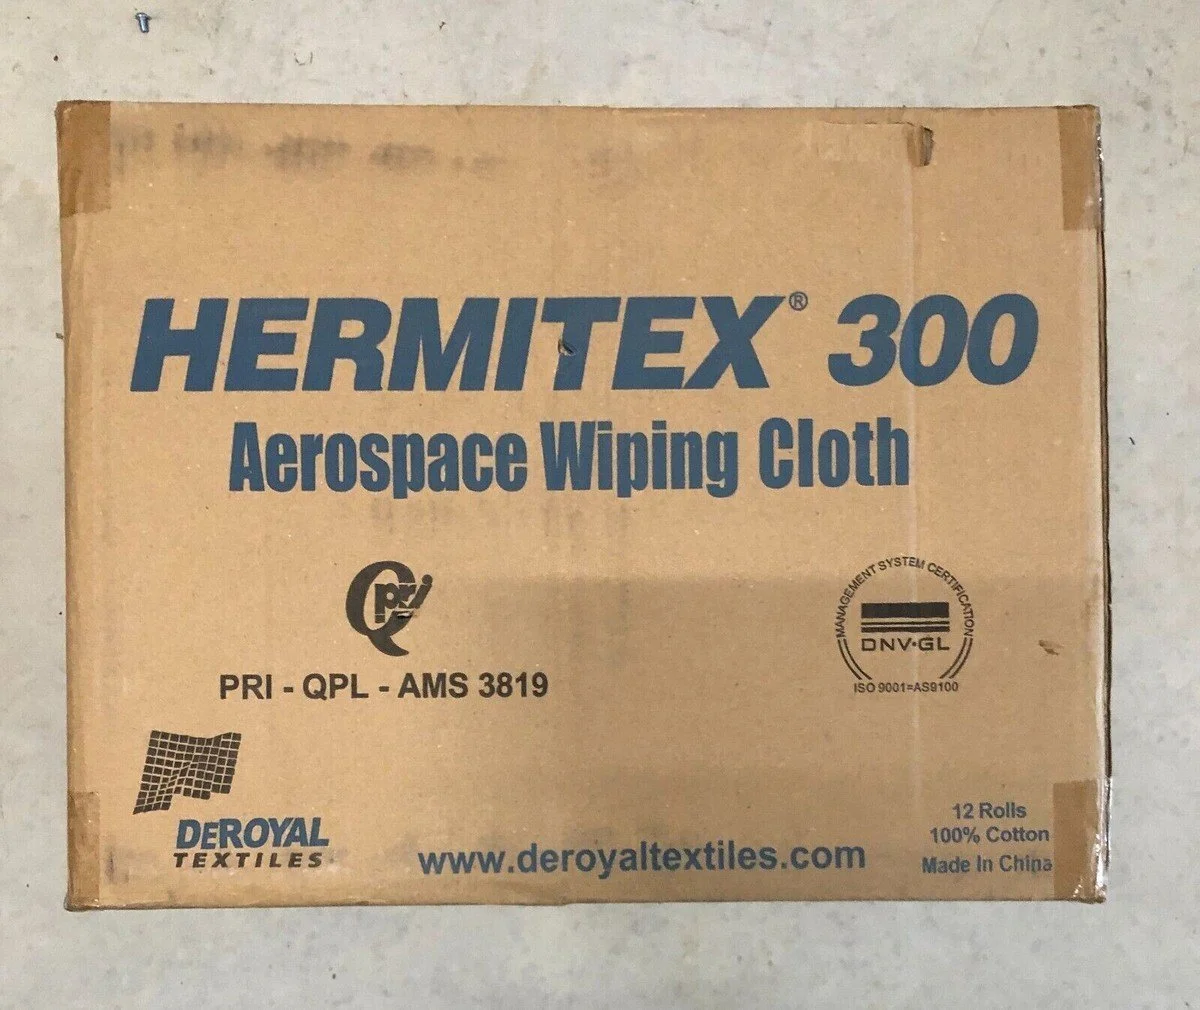 HERMITEX® 300
Aerospace Wiping Cloth
Qpri
PRI - QPL - AMS 3819
MANAGEMENT SYSTEM CERTIFICATION
DNV·GL
ISO 9001=AS9100
DEROYAL
TEXTILES
www.deroyaltextiles.com
12 Rolls
100% Cotton
Made In China